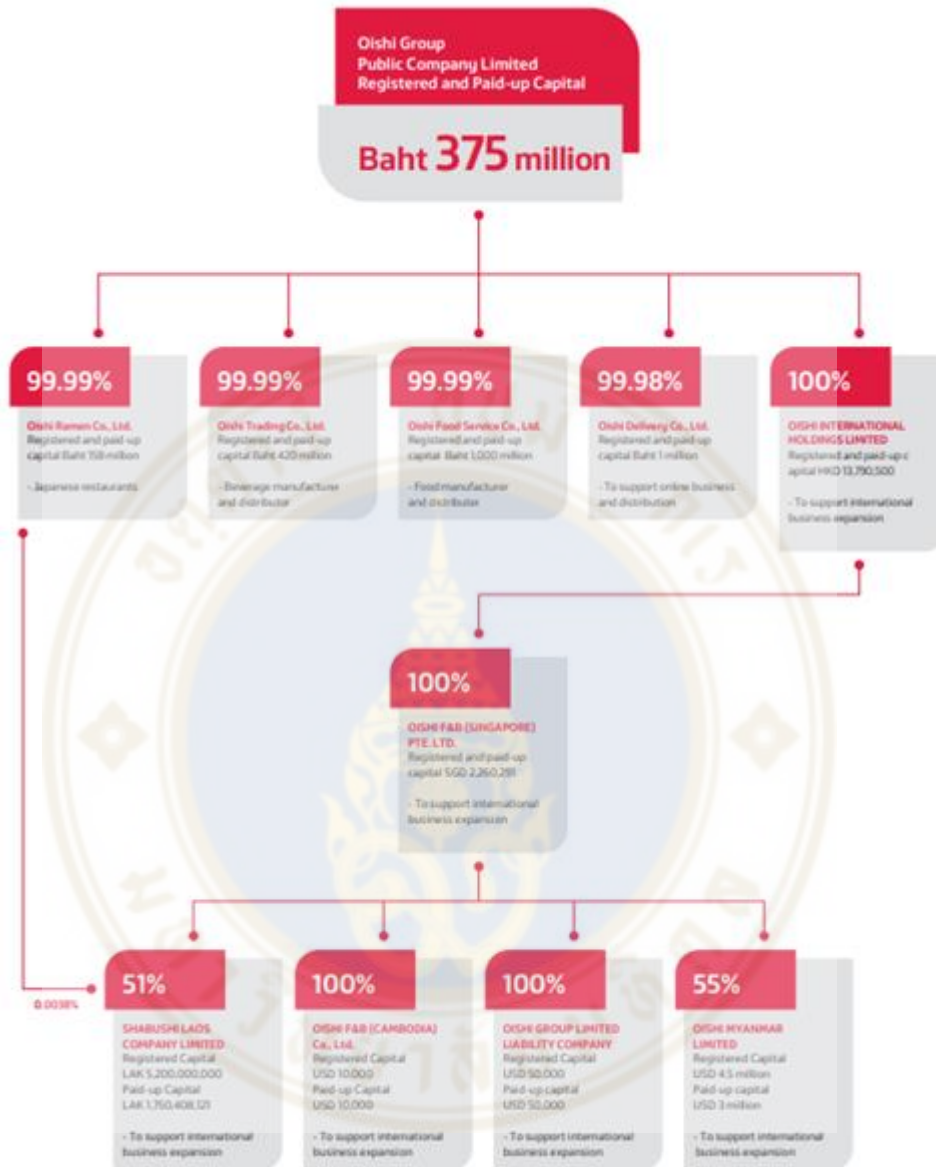 Oishi Group
Public Company Limited
Registered and Paid-up Capital
Baht 375 million
99.99%
Oishi Ramen Co., Ltd.
Registered and paid-up
capital Baht 158 million
- Japanese restaurants
99.99%
Oishi Trading Co., Ltd.
Registered and paid-up
capital Baht 420 million
- Beverage manufacturer
and distributor
99.99%
Oishi Food Service Co., Ltd.
Registered and paid-up
capital Baht 1,000 million
- Food manufacturer
and distributor
99.98%
Oishi Delivery Co., Ltd.
Registered and paid-up
capital Baht 1 million
- To support online business
and distribution
100%
OISHI INTERNATIONAL
HOLDINGS LIMITED
Registered and paid-up c
apital HKD 13,790,500
- To support international
business expansion
100%
OISHI F&B (SINGAPORE)
PTE. LTD.
Registered and paid-up
capital SGD 2,260,291
- To support international
business expansion
0.0038%
51%
SHABUSHI LAOS
COMPANY LIMITED
Registered Capital
LAK 5,200,000,000
Paid-up Capital
LAK 1,750,408,121
- To support international
business expansion
100%
OISHI F&B (CAMBODIA)
Co., Ltd.
Registered Capital
USD 10,000
Paid-up Capital
USD 10,000
- To support international
business expansion
100%
OISHI GROUP LIMITED
LIABILITY COMPANY
Registered Capital
USD 50,000
Paid-up capital
USD 50,000
- To support international
business expansion
55%
OISHI MYANMAR
LIMITED
Registered Capital
USD 4.5 million
Paid-up capital
USD 3 million
- To support international
business expansion